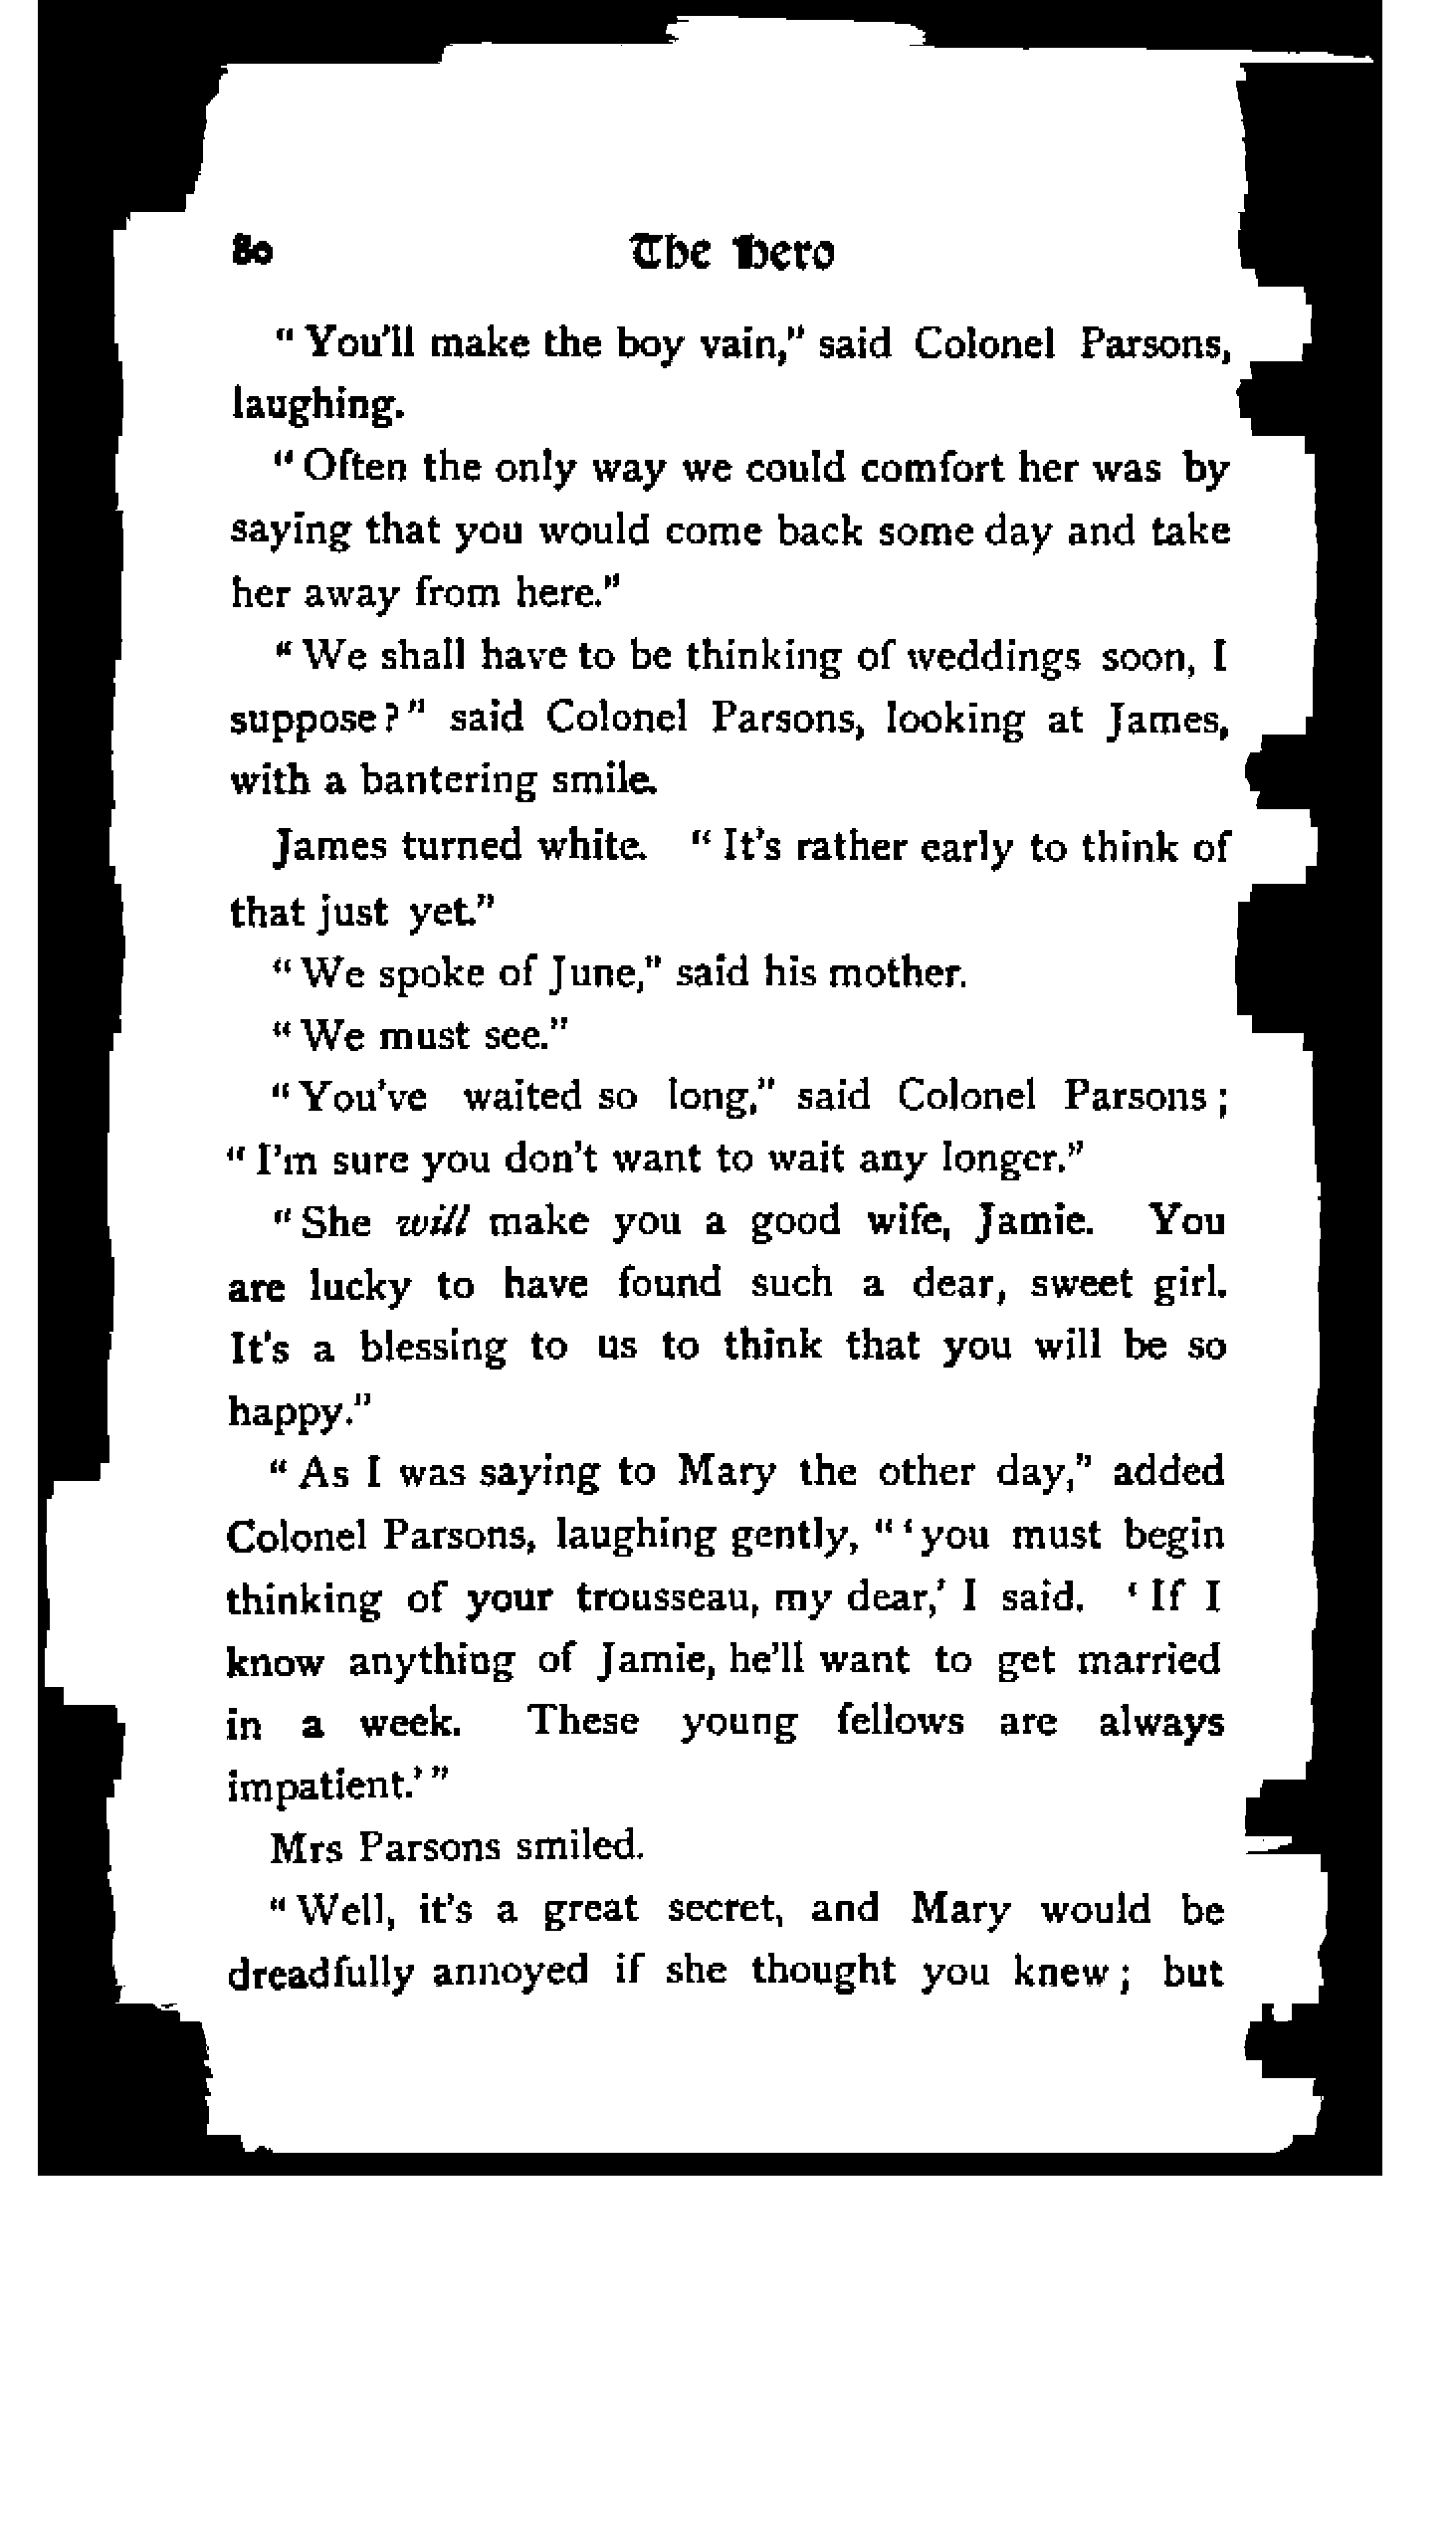 80 The Hero
"You'll make the boy vain," said Colonel Parsons,
laughing.
"Often the only way we could comfort her was by
saying that you would come back some day and take
her away from here."
"We shall have to be thinking of weddings soon, I
suppose?" said Colonel Parsons, looking at James,
with a bantering smile.
James turned white. "It's rather early to think of
that just yet."
"We spoke of June," said his mother.
"We must see."
"You've waited so long," said Colonel Parsons;
"I'm sure you don't want to wait any longer."
"She will make you a good wife, Jamie. You
are lucky to have found such a dear, sweet girl.
It's a blessing to us to think that you will be so
happy."
"As I was saying to Mary the other day," added
Colonel Parsons, laughing gently, "'you must begin
thinking of your trousseau, my dear,' I said. 'If I
know anything of Jamie, he'll want to get married
in a week. These young fellows are always
impatient.'"
Mrs Parsons smiled.
"Well, it's a great secret, and Mary would be
dreadfully annoyed if she thought you knew; but